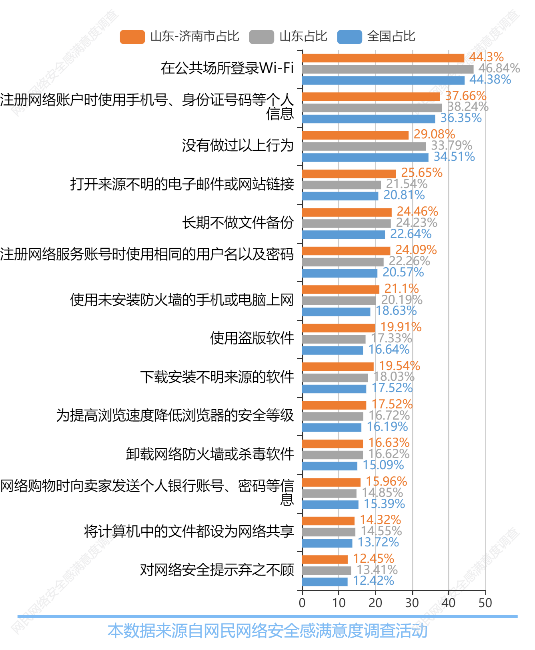 山东-济南市占比 山东占比 全国占比
在公共场所登录Wi-Fi
44.3%
46.84%
44.38%
注册网络账户时使用手机号、身份证号码等个人
信息
37.66%
38.24%
36.35%
没有做过以上行为
29.08%
33.79%
34.51%
打开来源不明的电子邮件或网站链接
25.65%
21.54%
20.81%
长期不做文件备份
24.46%
24.23%
22.64%
注册网络服务账号时使用相同的用户名以及密码
24.09%
22.26%
20.57%
使用未安装防火墙的手机或电脑上网
21.1%
20.19%
18.63%
使用盗版软件
19.91%
17.33%
16.64%
下载安装不明来源的软件
19.54%
18.03%
17.52%
为提高浏览速度降低浏览器的安全等级
17.52%
16.72%
16.19%
卸载网络防火墙或杀毒软件
16.63%
16.62%
15.09%
网络购物时向卖家发送个人银行账号、密码等信
息
15.96%
14.85%
15.39%
将计算机中的文件都设为网络共享
14.32%
14.55%
13.72%
对网络安全提示弃之不顾
12.45%
13.41%
12.42%
0 10 20 30 40 50
本数据来源自网民网络安全感满意度调查活动